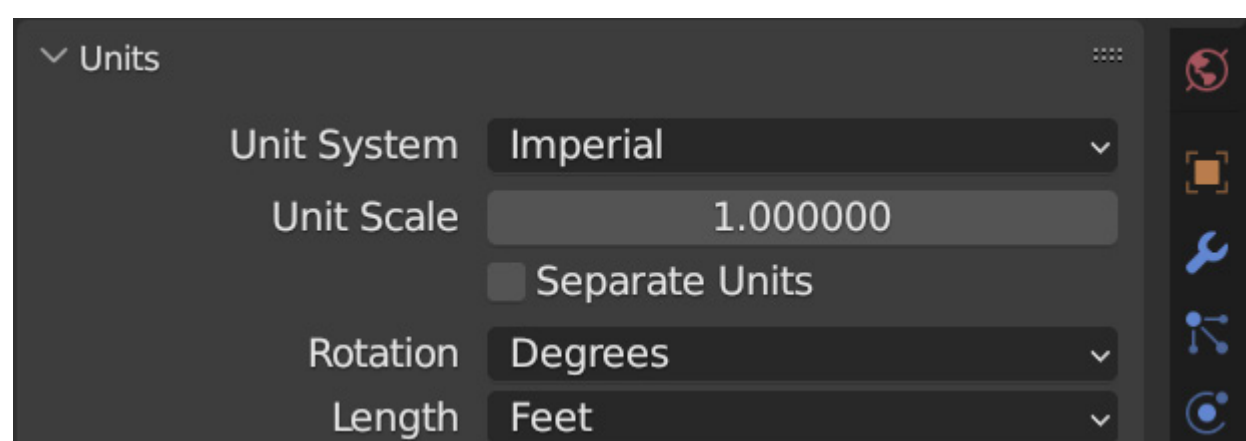 Units
Unit System Imperial
Unit Scale 1.000000
Separate Units
Rotation Degrees
Length Feet